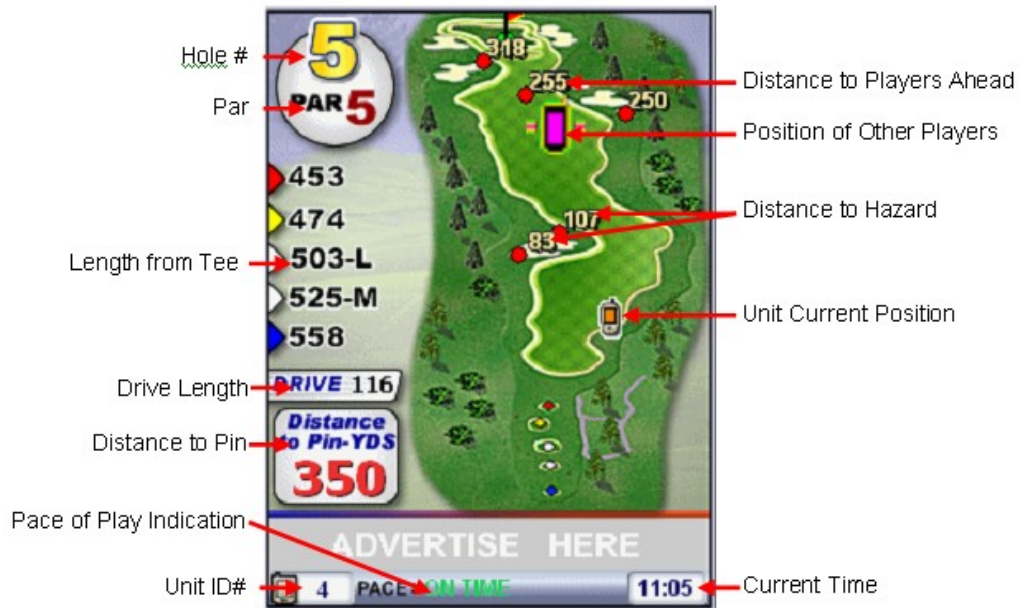 Hole #
Par
Length from Tee
Drive Length
Distance to Pin
Pace of Play Indication
Unit ID#
5
PAR 5
453
474
503-L
525-M
558
DRIVE 116
Distance
to Pin-YDS
350
318
255
250
107
83
ADVERTISE HERE
4 PACE- ON TIME 11:05
Distance to Players Ahead
Position of Other Players
Distance to Hazard
Unit Current Position
Current Time